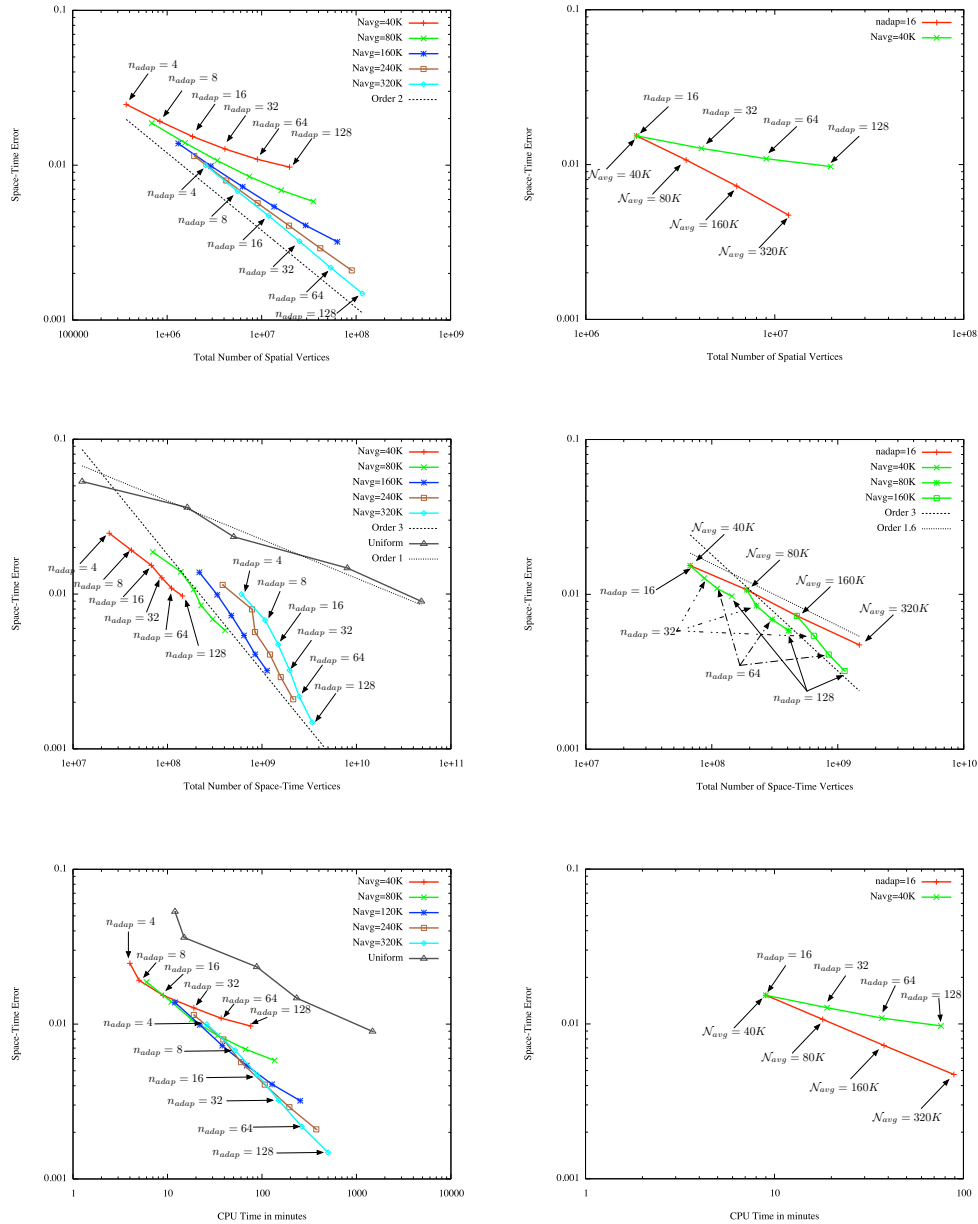 0.1
0.01
0.001
100000
1e+06
1e+07
1e+08
1e+09
Space-Time Error
Total Number of Spatial Vertices
Navg=40K
Navg=80K
Navg=160K
Navg=240K
Navg=320K
Order 2
n_adap = 4
n_adap = 8
n_adap = 16
n_adap = 32
n_adap = 64
n_adap = 128
n_adap = 4
n_adap = 8
n_adap = 16
n_adap = 32
n_adap = 64
n_adap = 128
0.1
0.01
0.001
1e+06
1e+07
1e+08
Space-Time Error
Total Number of Spatial Vertices
nadap=16
Navg=40K
n_adap = 16
n_adap = 32
n_adap = 64
n_adap = 128
N_avg = 40K
N_avg = 80K
N_avg = 160K
N_avg = 320K
0.1
0.01
0.001
1e+07
1e+08
1e+09
1e+10
1e+11
Space-Time Error
Total Number of Space-Time Vertices
Navg=40K
Navg=80K
Navg=160K
Navg=240K
Navg=320K
Order 3
Uniform
Order 1
n_adap = 4
n_adap = 8
n_adap = 16
n_adap = 32
n_adap = 64
n_adap = 128
n_adap = 4
n_adap = 8
n_adap = 16
n_adap = 32
n_adap = 64
n_adap = 128
0.1
0.01
0.001
1e+07
1e+08
1e+09
1e+10
Space-Time Error
Total Number of Space-Time Vertices
nadap=16
Navg=40K
Navg=80K
Navg=160K
Order 3
Order 1.6
N_avg = 40K
N_avg = 80K
N_avg = 160K
N_avg = 320K
n_adap = 16
n_adap = 32
n_adap = 64
n_adap = 128
0.1
0.01
0.001
1
10
100
1000
10000
Space-Time Error
CPU Time in minutes
Navg=40K
Navg=80K
Navg=120K
Navg=240K
Navg=320K
Uniform
n_adap = 4
n_adap = 8
n_adap = 16
n_adap = 32
n_adap = 64
n_adap = 128
n_adap = 4
n_adap = 8
n_adap = 16
n_adap = 32
n_adap = 64
n_adap = 128
0.1
0.01
0.001
1
10
100
Space-Time Error
CPU Time in minutes
nadap=16
Navg=40K
n_adap = 16
n_adap = 32
n_adap = 64
n_adap = 128
N_avg = 40K
N_avg = 80K
N_avg = 160K
N_avg = 320K